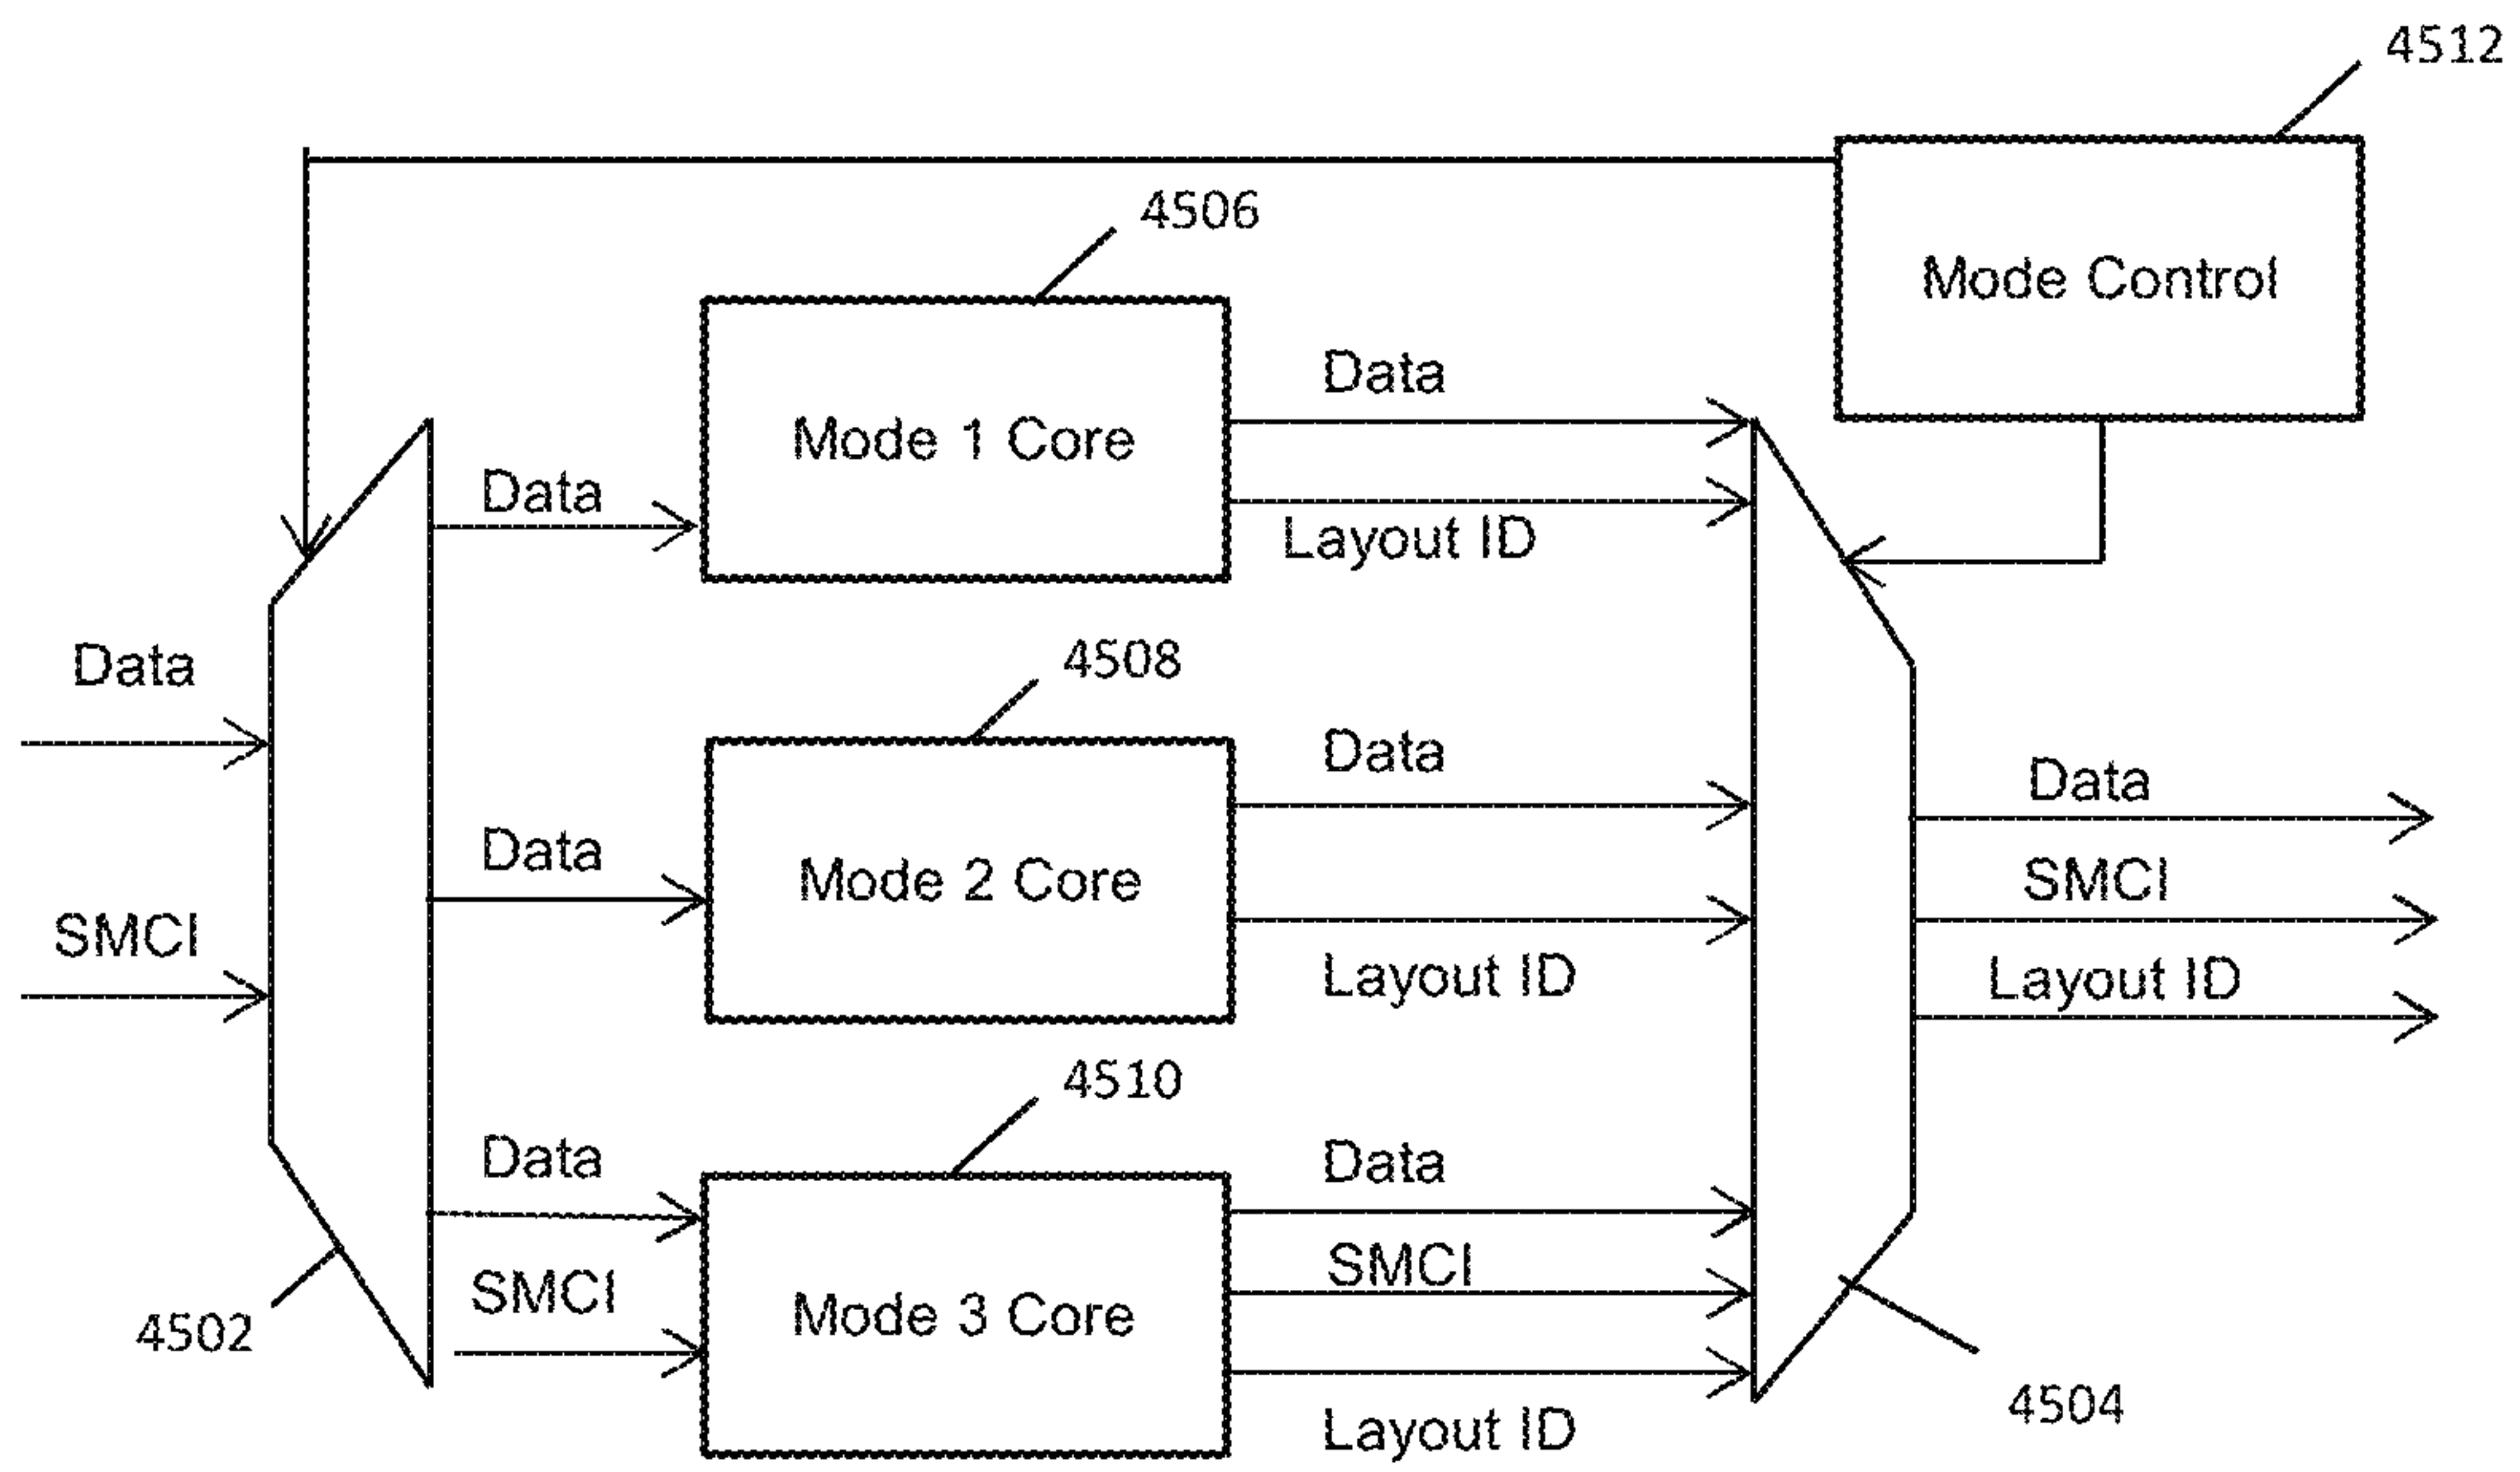 4512
4506
Mode Control
Data
Mode 1 Core
Data
Layout ID
Data
4508
Data
Data
Mode 2 Core
Data
SMCI
SMCI
Layout ID
Layout ID
4510
Data
Data
SMCI
SMCI
Mode 3 Core
4502
4504
Layout ID